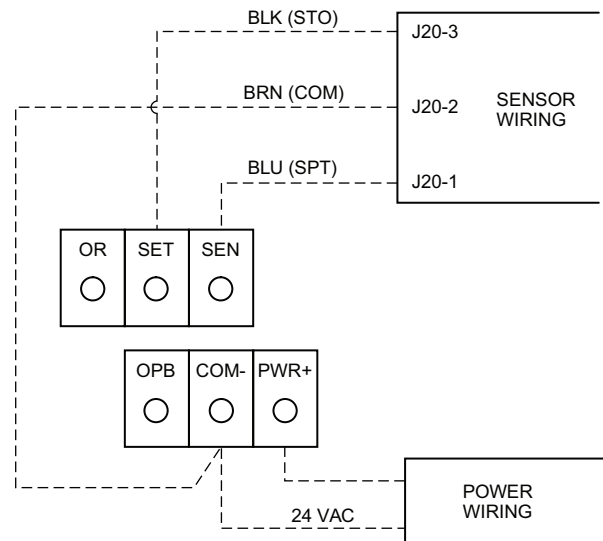 BLK (STO)
J20-3
BRN (COM)
J20-2
SENSOR
WIRING
BLU (SPT)
J20-1
OR SET SEN
OPB COM- PWR+
24 VAC
POWER
WIRING